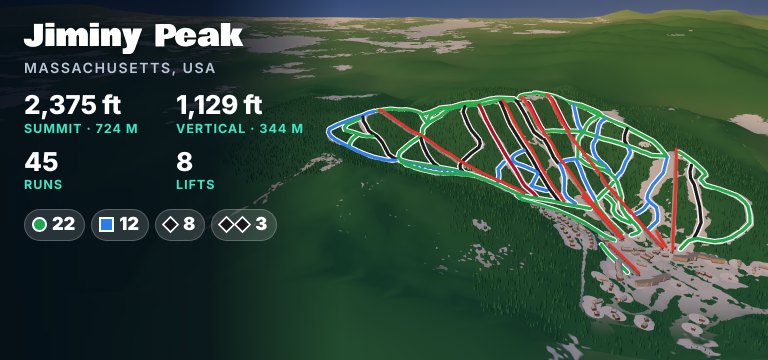 Jiminy Peak
MASSACHUSETTS, USA
2,375 ft 1,129 ft
SUMMIT · 724 M VERTICAL · 344 M
45 8
RUNS LIFTS
22 12 8 3